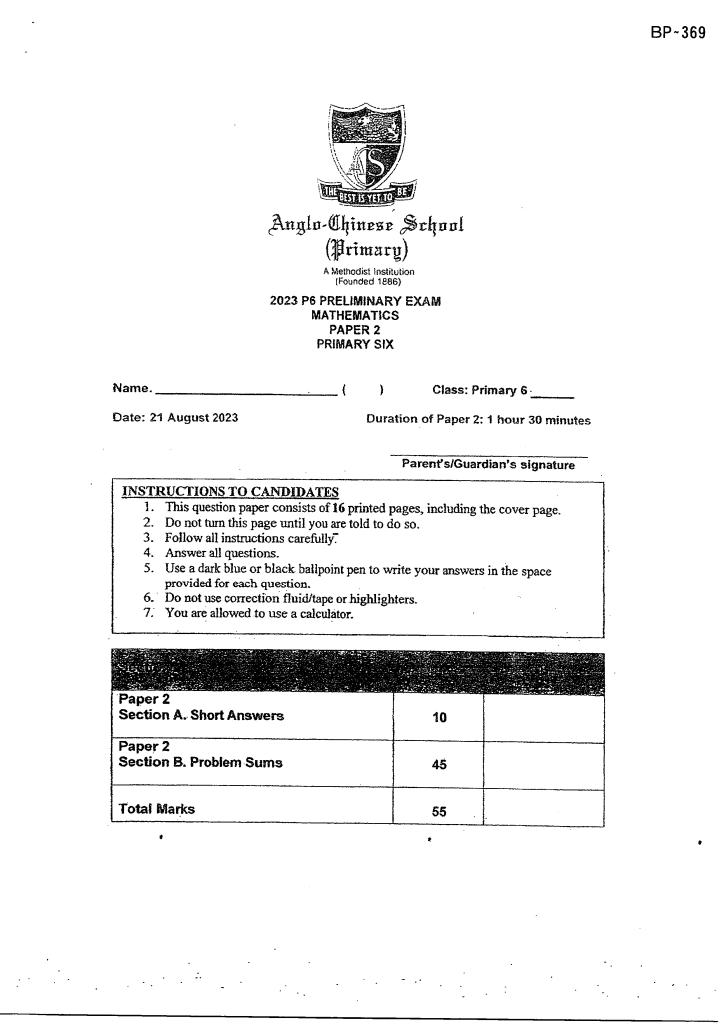 BP-369
THE BEST IS YET TO BE
Anglo-Chinese School
(Primary)
A Methodist Institution
(Founded 1886)
2023 P6 PRELIMINARY EXAM
MATHEMATICS
PAPER 2
PRIMARY SIX
Name. ( ) Class: Primary 6
Date: 21 August 2023 Duration of Paper 2: 1 hour 30 minutes
Parent's/Guardian's signature
INSTRUCTIONS TO CANDIDATES
1. This question paper consists of 16 printed pages, including the cover page.
2. Do not turn this page until you are told to do so.
3. Follow all instructions carefully.
4. Answer all questions.
5. Use a dark blue or black ballpoint pen to write your answers in the space
provided for each question.
6. Do not use correction fluid/tape or highlighters.
7. You are allowed to use a calculator.
Paper 2
Section A. Short Answers 10
Paper 2
Section B. Problem Sums 45
Total Marks 55